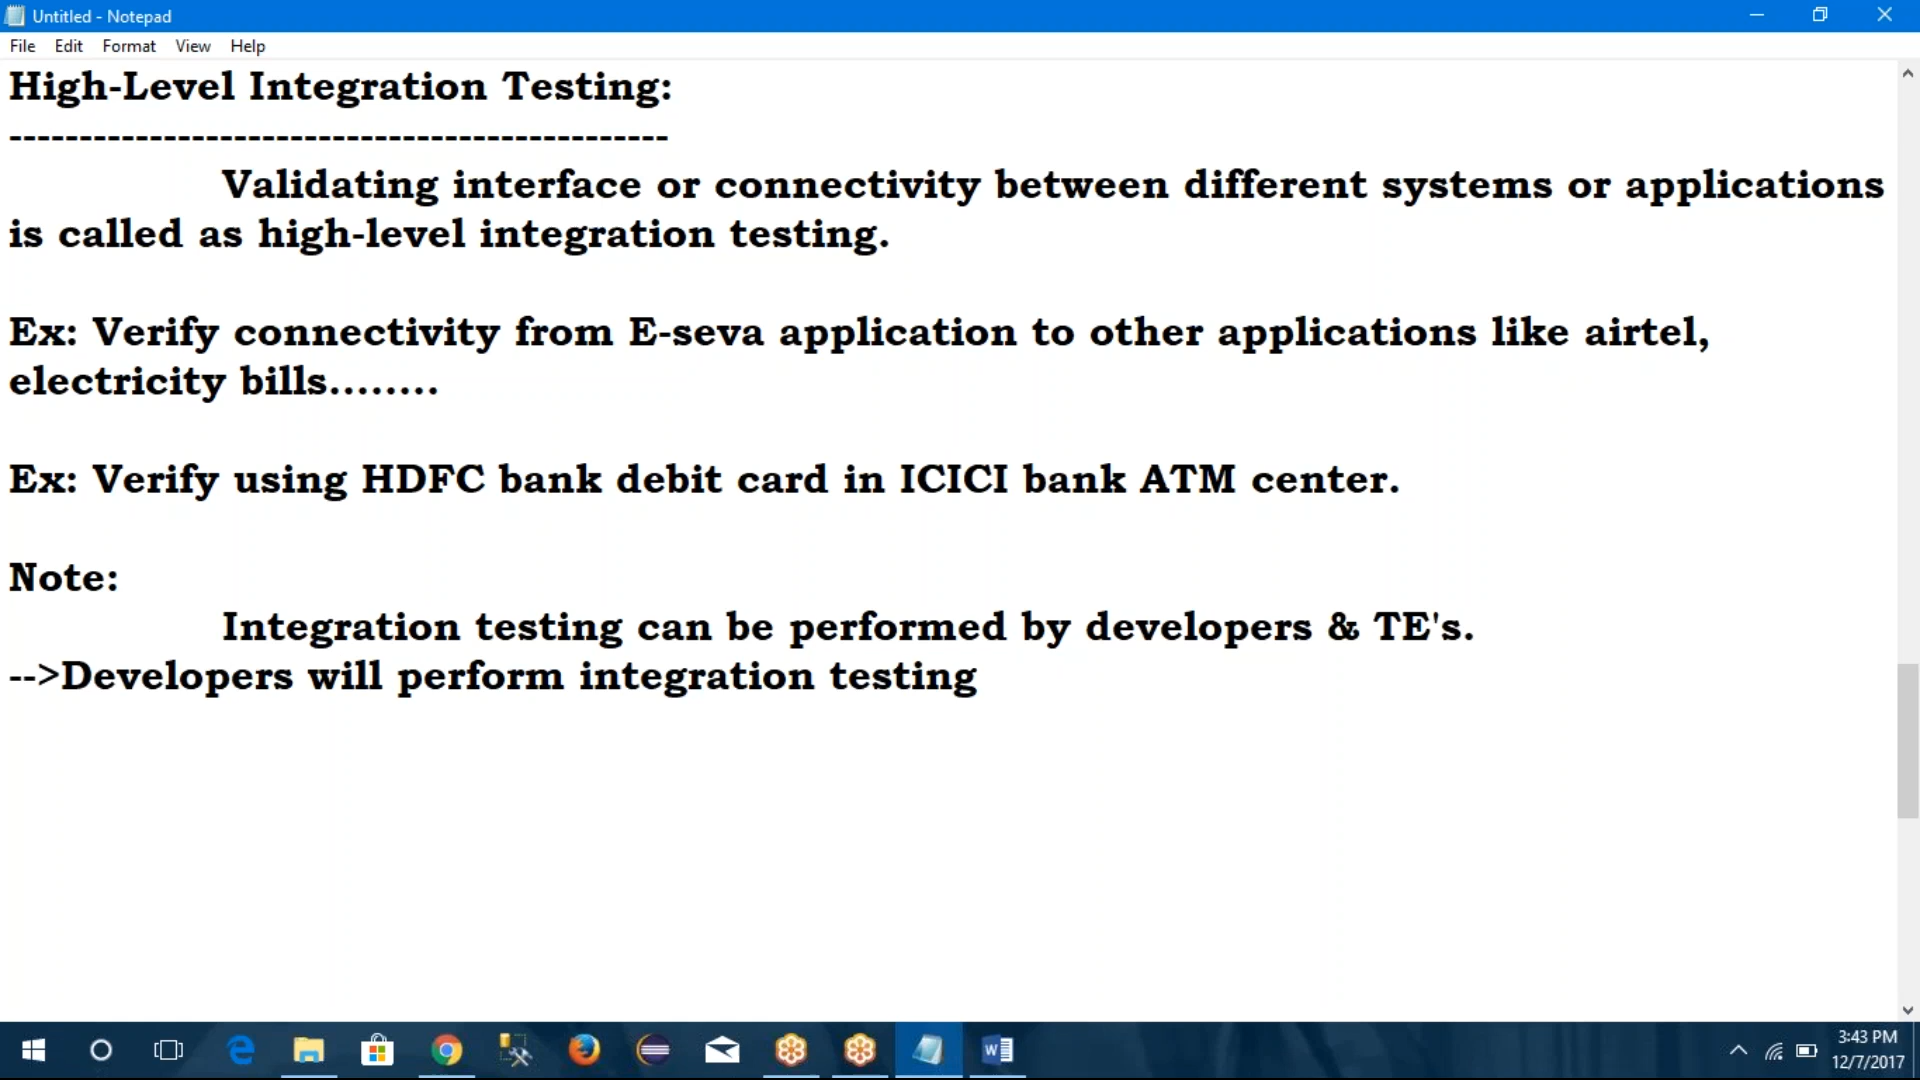 Untitled - Notepad
File Edit Format View Help
High-Level Integration Testing:
-----------------------------------------------
Validating interface or connectivity between different systems or applications
is called as high-level integration testing.
Ex: Verify connectivity from E-seva application to other applications like airtel,
electricity bills........
Ex: Verify using HDFC bank debit card in ICICI bank ATM center.
Note:
Integration testing can be performed by developers & TE's.
-->Developers will perform integration testing
3:43 PM
12/7/2017